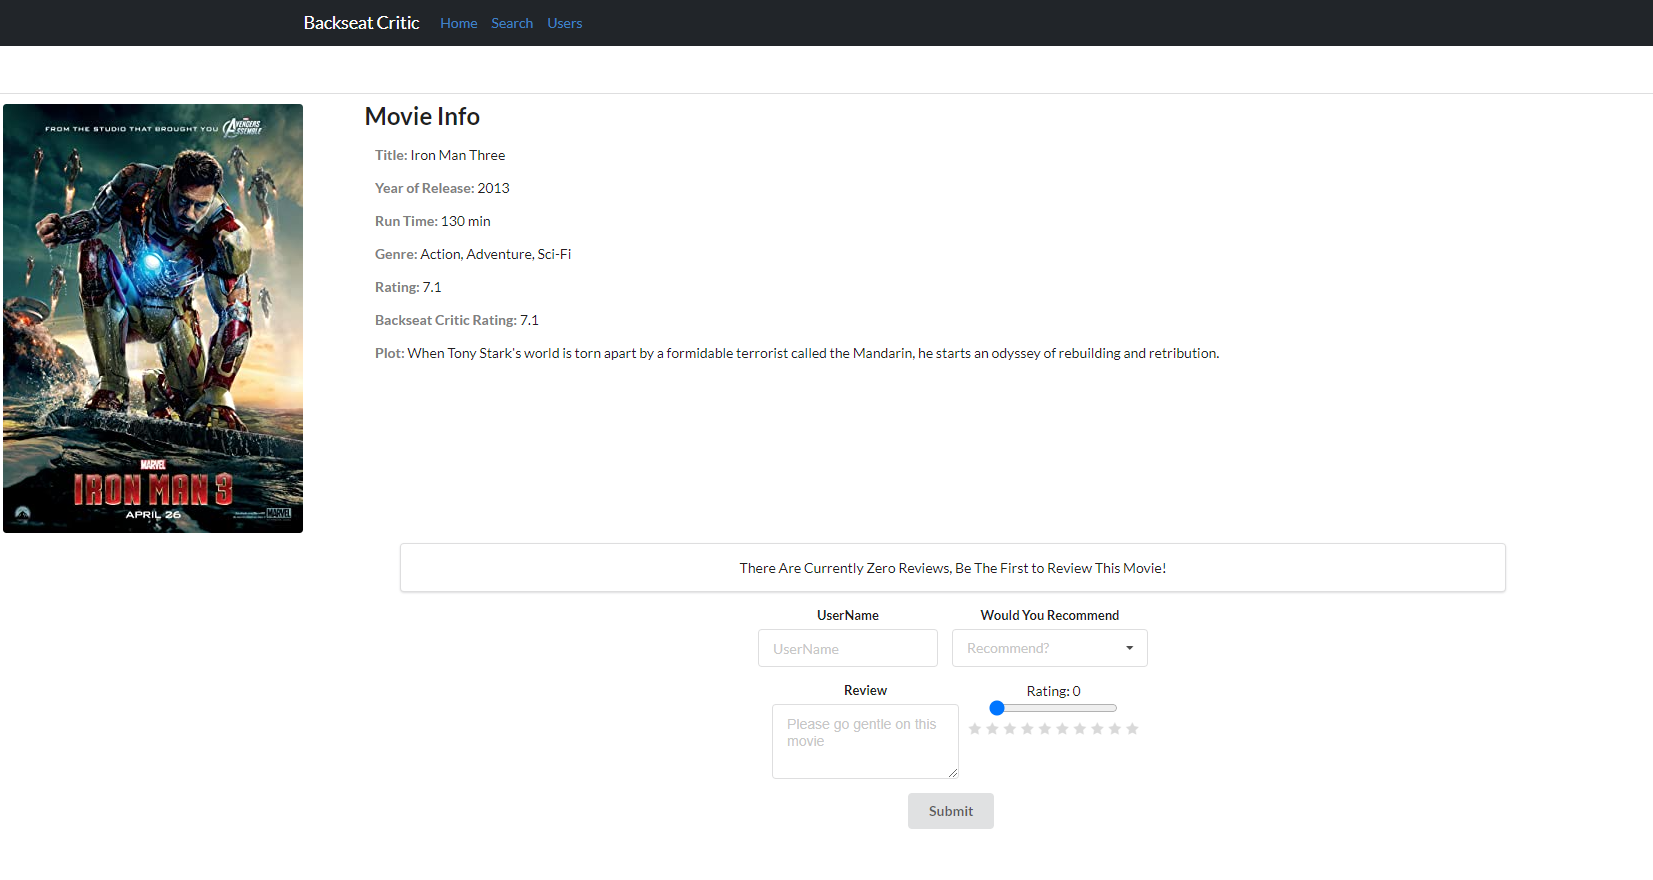 Backseat Critic Home Search Users
FROM THE STUDIO THAT BROUGHT YOU AVENGERS ASSEMBLE
MARVEL
IRON MAN 3
APRIL 26
MARVEL
Movie Info
Title: Iron Man Three
Year of Release: 2013
Run Time: 130 min
Genre: Action, Adventure, Sci-Fi
Rating: 7.1
Backseat Critic Rating: 7.1
Plot: When Tony Stark's world is torn apart by a formidable terrorist called the Mandarin, he starts an odyssey of rebuilding and retribution.
There Are Currently Zero Reviews, Be The First to Review This Movie!
UserName
UserName
Would You Recommend
Recommend?
Review
Please go gentle on this
movie
Rating: 0
Submit